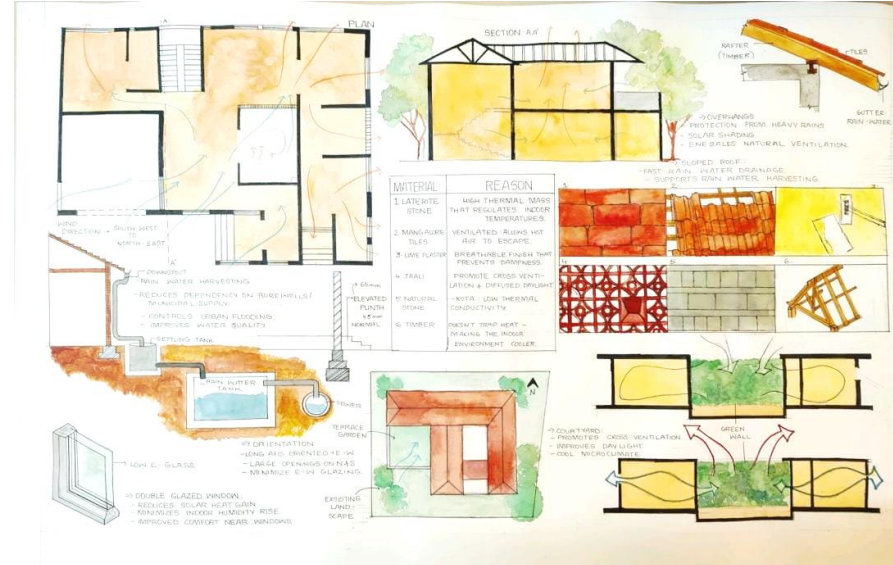 PLAN
A
WIND
DIRECTION → SOUTH-WEST
TO
NORTH-EAST
A'
SECTION AA'
RAFTER
(TIMBER)
TILES
GUTTER
RAIN-WATER
→ OVERHANGS
- PROTECTION FROM HEAVY RAINS
- SOLAR SHADING
- ENEBALES NATURAL VENTILATION.
→ SLOPED ROOF:
- FAST RAIN WATER DRAINAGE
- SUPPORTS RAIN WATER HARVESTING.
MATERIAL
REASON
1. LATERITE
STONE
HIGH THERMAL MASS
THAT REGULATES INDOOR
TEMPERATURES.
2. MANGALORE
TILES
VENTILATED. ALLOWS HOT
AIR TO ESCAPE.
3. LIME PLASTER
BREATHABLE FINISH THAT
PREVENTS DAMPNESS.
4. JAALI
PROMOTE CROSS VENTI-
LATION & DIFFUSED DAYLIGHT
5 NATURAL
STONE
- KOTA: LOW THERMAL
CONDUCTIVITY
6 TIMBER
DOESN'T TRAP HEAT -
MAKING THE INDOOR
ENVIRONMENT COOLER.
1.
2.
3.
4.
5.
6.
DOWNSPOUT
RAIN WATER HARVESTING
- REDUCES DEPENDENCY ON BOREWELLS/
MUNICIPAL SUPPLY
- CONTROLS URBAN FLOODING.
- IMPROVES WATER QUALITY
SETTLING TANK
ELEVATED
PLINTH
NORMAL
RAIN WATER
TANK
SEWER
LOW E-GLASS
→ DOUBLE GLAZED WINDOW:
- REDUCES SOLAR HEAT GAIN
- MINIMIZES INDOOR HUMIDITY RISE
- IMPROVED COMFORT NEAR WINDOWS
→ ORIENTATION
- LONG AXIS ORIENTED → E-W
- LARGE OPENINGS ON N&S
- MINIMIZE E-W GLAZING
N
TERRACE
GARDEN
EXISTING
LAND-
SCAPE
→ COURTYARD:
- PROMOTES CROSS VENTILATION
- IMPROVES DAYLIGHT
- COOL MICROCLIMATE
GREEN
WALL